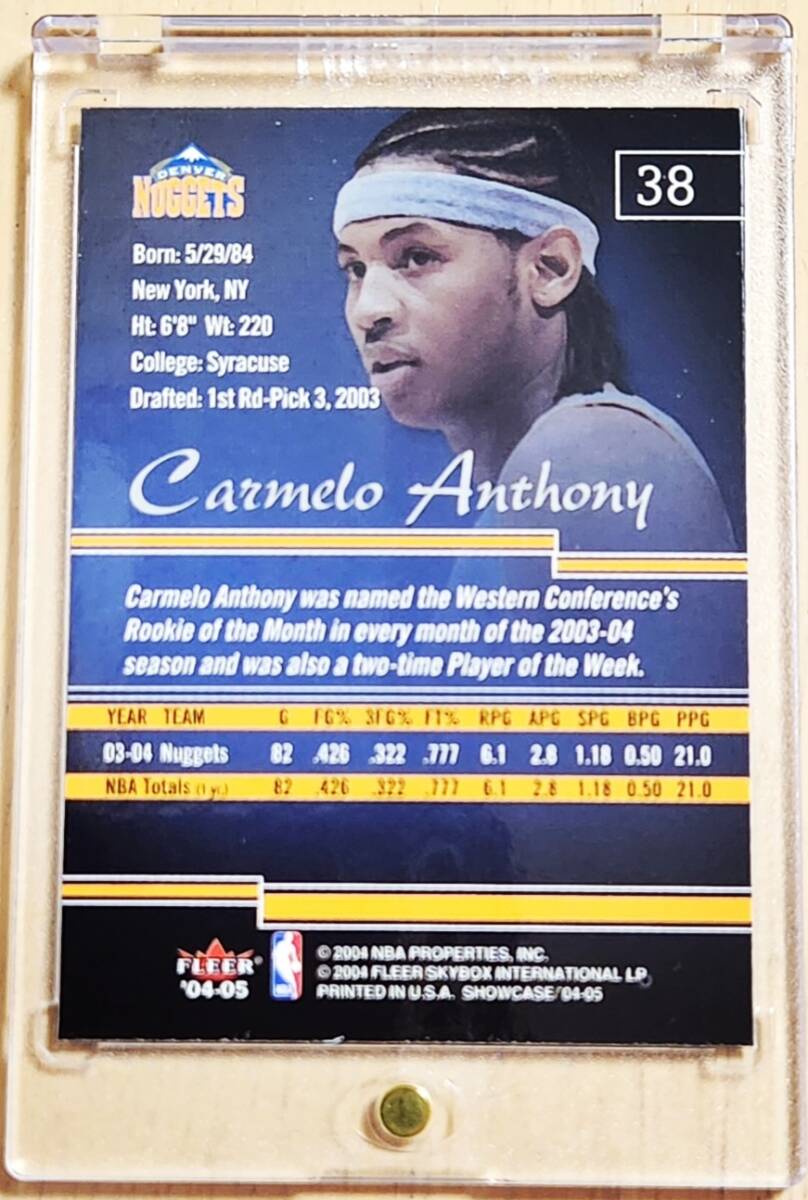 DENVER
NUGGETS
38
Born: 5/29/84
New York, NY
Ht: 6'8" Wt: 220
College: Syracuse
Drafted: 1st Rd-Pick 3, 2003
Carmelo Anthony
Carmelo Anthony was named the Western Conference's
Rookie of the Month in every month of the 2003-04
season and was also a two-time Player of the Week.
YEAR TEAM G FG% 3FG% FT% RPG APG SPG BPG PPG
03-04 Nuggets 82 .426 .322 .777 6.1 2.8 1.18 0.50 21.0
NBA Totals (1 yr.) 82 .426 .322 .777 6.1 2.8 1.18 0.50 21.0
FLEER
'04-05
© 2004 NBA PROPERTIES, INC.
© 2004 FLEER SKYBOX INTERNATIONAL LP
PRINTED IN U.S.A. SHOWCASE '04-05